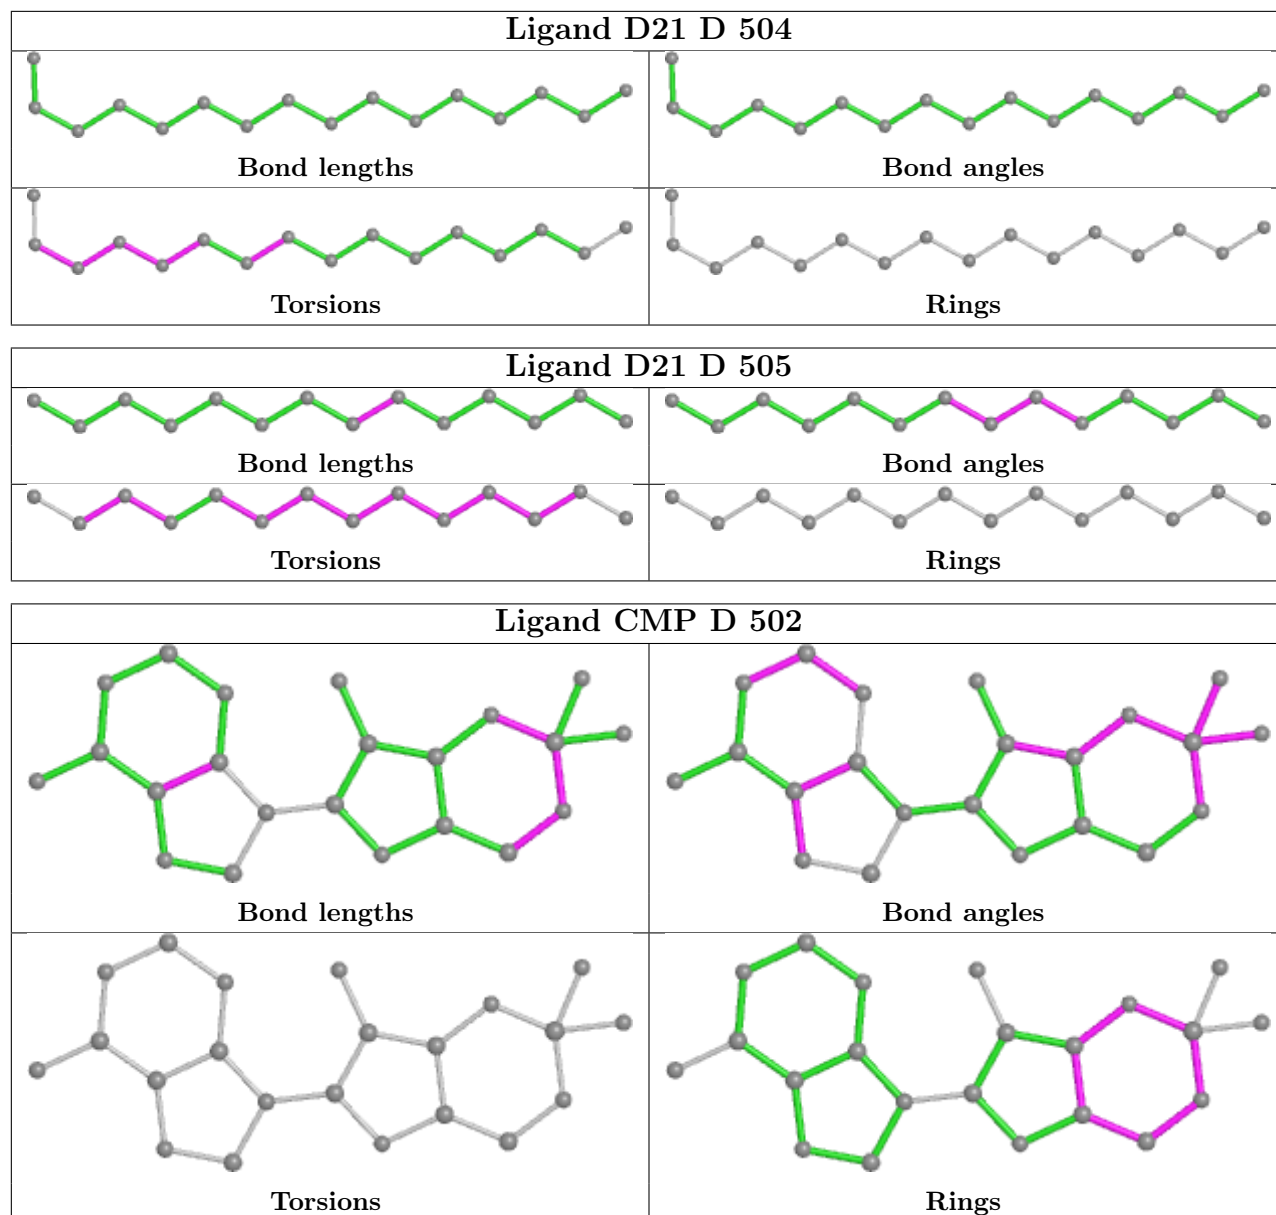 Ligand D21 D 504
Bond lengths
Bond angles
Torsions
Rings
Ligand D21 D 505
Bond lengths
Bond angles
Torsions
Rings
Ligand CMP D 502
Bond lengths
Bond angles
Torsions
Rings